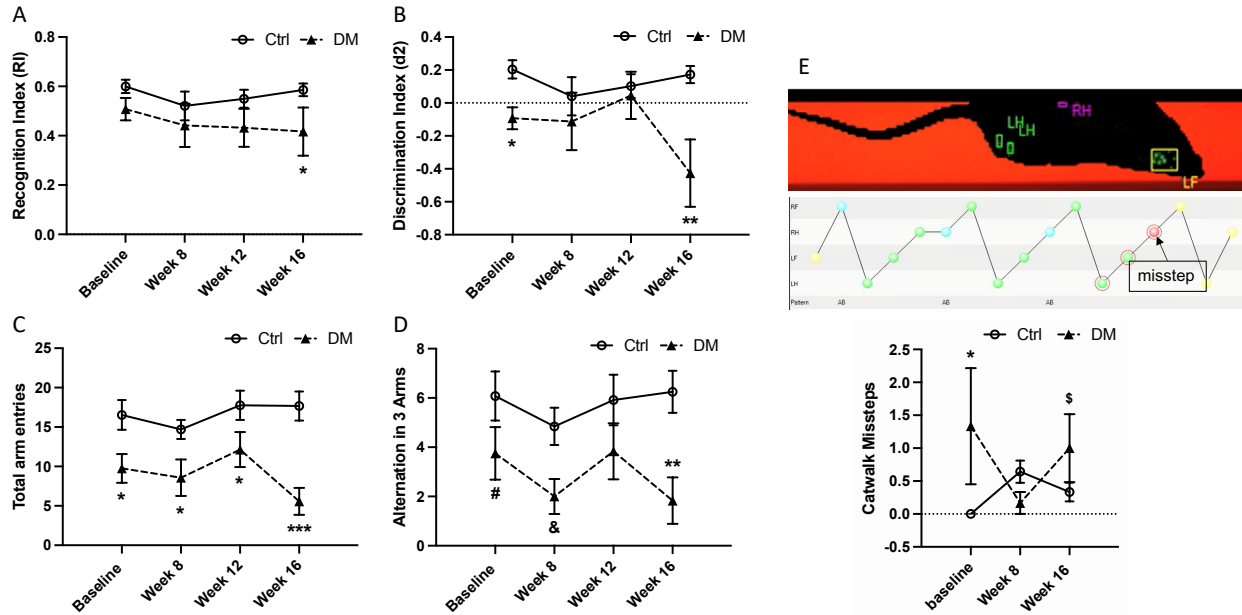 A
Ctrl DM
Recognition Index (RI)
0.8
0.6
0.4
0.2
0.0
*
Baseline
Week 8
Week 12
Week 16
B
Ctrl DM
Discrimination Index (d2)
0.4
0.2
0.0
-0.2
-0.4
-0.6
-0.8
*
**
Baseline
Week 8
Week 12
Week 16
E
RH
LH
LH
LF
RF
RH
LF
LH
Pattern AB AB AB
misstep
C
Ctrl DM
Total arm entries
25
20
15
10
5
0
*
*
*
***
Baseline
Week 8
Week 12
Week 16
D
Ctrl DM
Alternation in 3 Arms
8
6
4
2
0
#
&
**
Baseline
Week 8
Week 12
Week 16
Ctrl DM
Catwalk Missteps
2.5
2.0
1.5
1.0
0.5
0.0
-0.5
*
$
baseline
Week 8
Week 16